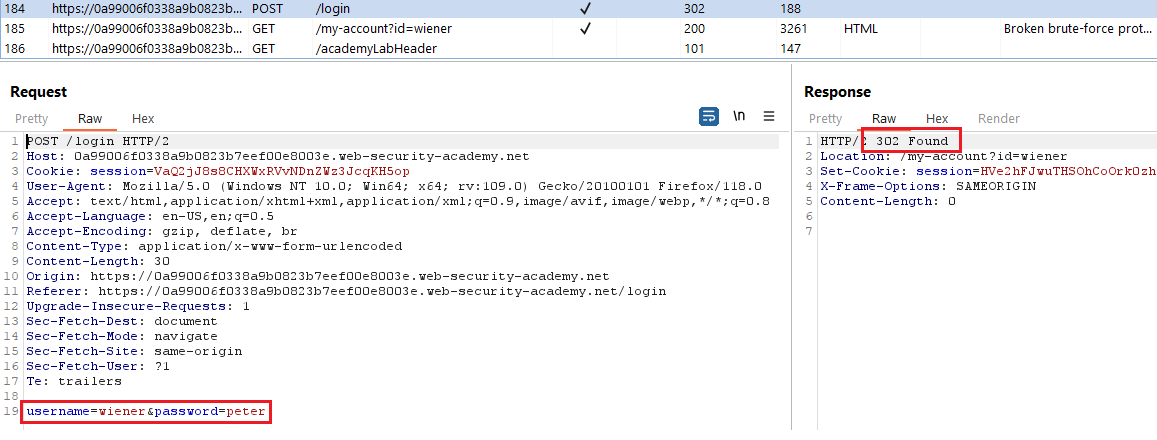 184 https://0a99006f0338a9b0823b... POST /login ✓ 302 188
185 https://0a99006f0338a9b0823b... GET /my-account?id=wiener ✓ 200 3261 HTML Broken brute-force prot...
186 https://0a99006f0338a9b0823b... GET /academyLabHeader 101 147
Request
Pretty Raw Hex \n
1 POST /login HTTP/2
2 Host: 0a99006f0338a9b0823b7eef00e8003e.web-security-academy.net
3 Cookie: session=VaQ2jJ8s8CHXWxRVvNDnZWz3JcqKH5op
4 User-Agent: Mozilla/5.0 (Windows NT 10.0; Win64; x64; rv:109.0) Gecko/20100101 Firefox/118.0
5 Accept: text/html,application/xhtml+xml,application/xml;q=0.9,image/avif,image/webp,*/*;q=0.8
6 Accept-Language: en-US,en;q=0.5
7 Accept-Encoding: gzip, deflate, br
8 Content-Type: application/x-www-form-urlencoded
9 Content-Length: 30
10 Origin: https://0a99006f0338a9b0823b7eef00e8003e.web-security-academy.net
11 Referer: https://0a99006f0338a9b0823b7eef00e8003e.web-security-academy.net/login
12 Upgrade-Insecure-Requests: 1
13 Sec-Fetch-Dest: document
14 Sec-Fetch-Mode: navigate
15 Sec-Fetch-Site: same-origin
16 Sec-Fetch-User: ?1
17 Te: trailers
18
19 username=wiener&password=peter
Response
Pretty Raw Hex Render
1 HTTP/2 302 Found
2 Location: /my-account?id=wiener
3 Set-Cookie: session=HVe2hFJwuTHSOhCoOrkOzh
4 X-Frame-Options: SAMEORIGIN
5 Content-Length: 0
6
7